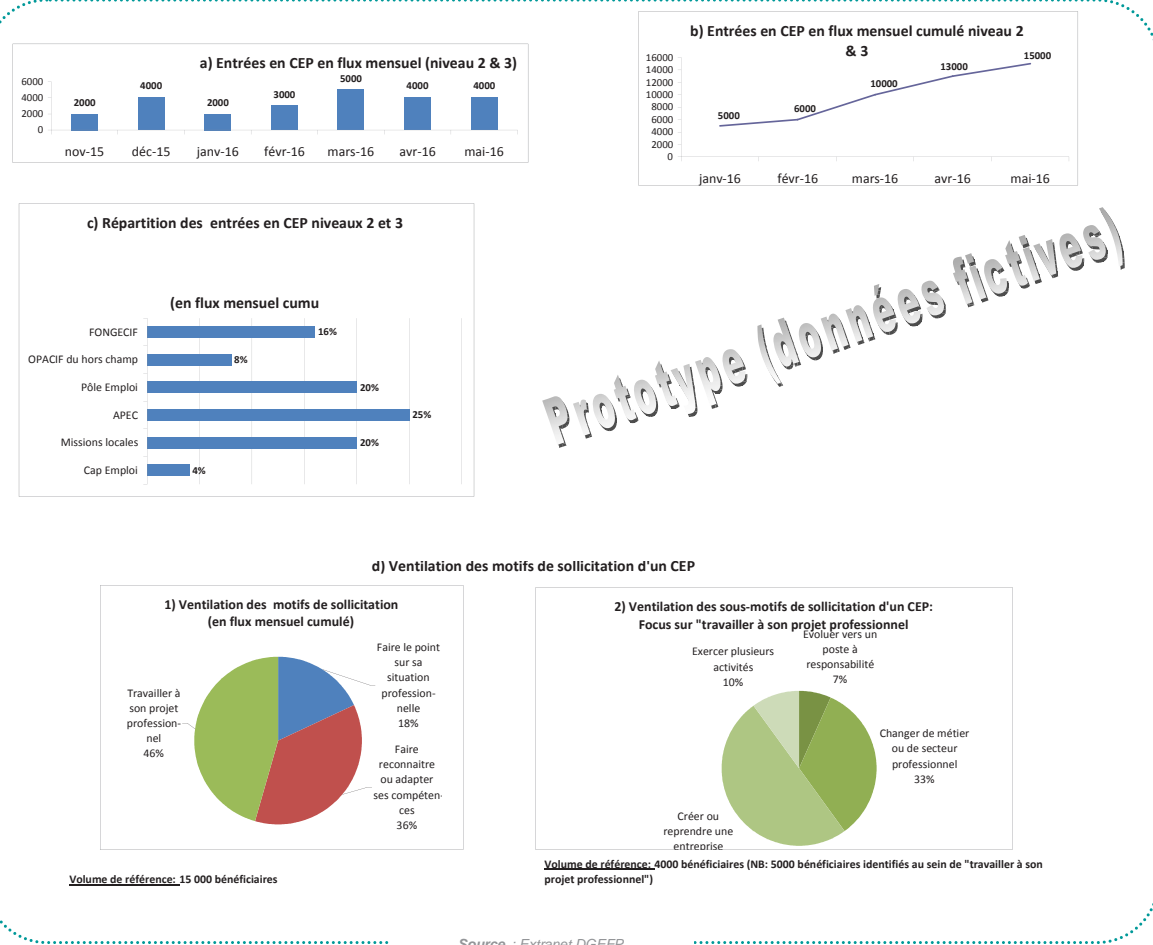 a) Entrées en CEP en flux mensuel (niveau 2 & 3)
6000
4000
2000
0
2000
4000
2000
3000
5000
4000
4000
nov-15
déc-15
janv-16
févr-16
mars-16
avr-16
mai-16
b) Entrées en CEP en flux mensuel cumulé niveau 2
& 3
16000
14000
12000
10000
8000
6000
4000
2000
0
5000
6000
10000
13000
15000
janv-16
févr-16
mars-16
avr-16
mai-16
c) Répartition des entrées en CEP niveaux 2 et 3
(en flux mensuel cumu
FONGECIF
16%
OPACIF du hors champ
8%
Pôle Emploi
20%
APEC
25%
Missions locales
20%
Cap Emploi
4%
Prototype (données fictives)
d) Ventilation des motifs de sollicitation d'un CEP
1) Ventilation des motifs de sollicitation
(en flux mensuel cumulé)
Faire le point
sur sa
situation
profession-
nelle
18%
Faire
reconnaitre
ou adapter
ses compéten-
ces
36%
Travailler à
son projet
profession-
nel
46%
Volume de référence: 15 000 bénéficiaires
2) Ventilation des sous-motifs de sollicitation d'un CEP:
Focus sur "travailler à son projet professionnel
Evoluer vers un
poste à
responsabilité
7%
Exercer plusieurs
activités
10%
Changer de métier
ou de secteur
professionnel
33%
Créer ou
reprendre une
entreprise
Volume de référence: 4000 bénéficiaires (NB: 5000 bénéficiaires identifiés au sein de "travailler à son
projet professionnel")
Source : Extranet DGEFP